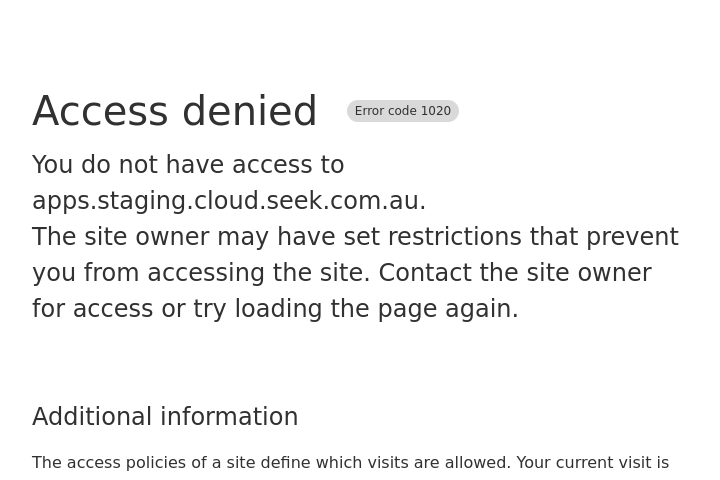 Access denied
Error code 1020
You do not have access to
apps.staging.cloud.seek.com.au.
The site owner may have set restrictions that prevent
you from accessing the site. Contact the site owner
for access or try loading the page again.
Additional information
The access policies of a site define which visits are allowed. Your current visit is